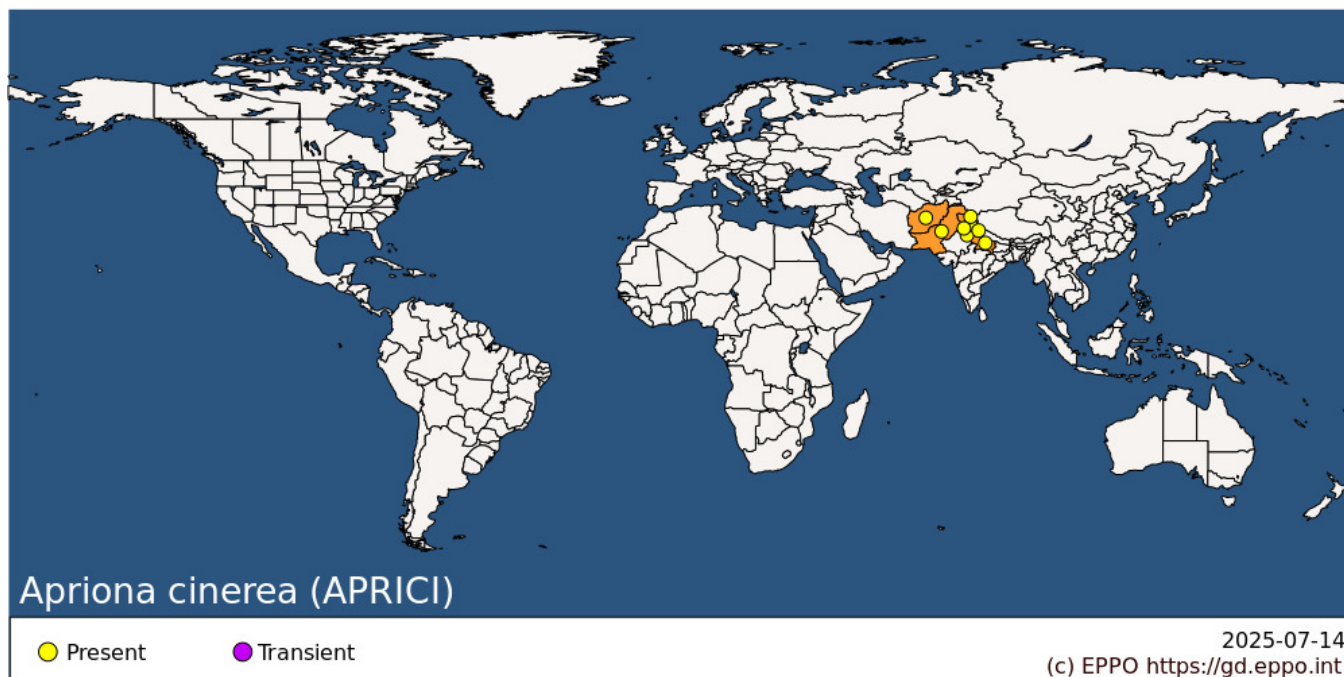 Apriona cinerea (APRICI)
Present
Transient
2025-07-14
(c) EPPO https://gd.eppo.int